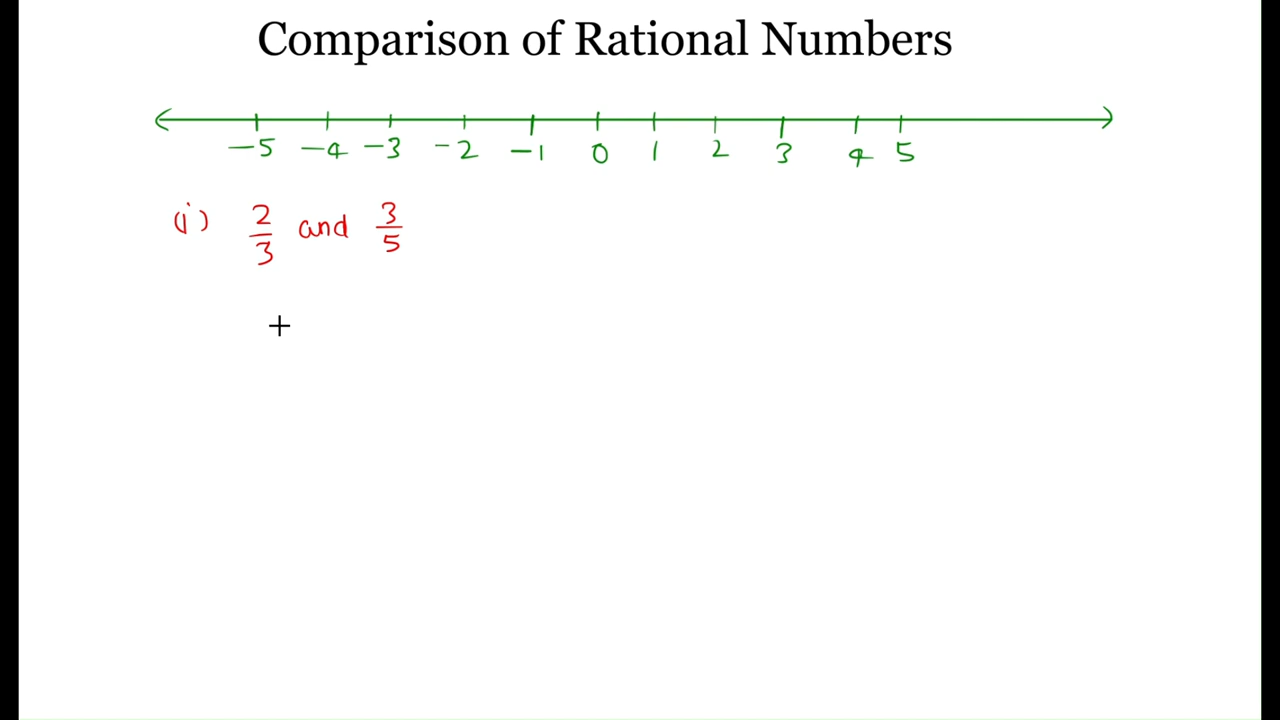 Comparison of Rational Numbers
-5 -4 -3 -2 -1 0 1 2 3 4 5
(i) 2/3 and 3/5
+